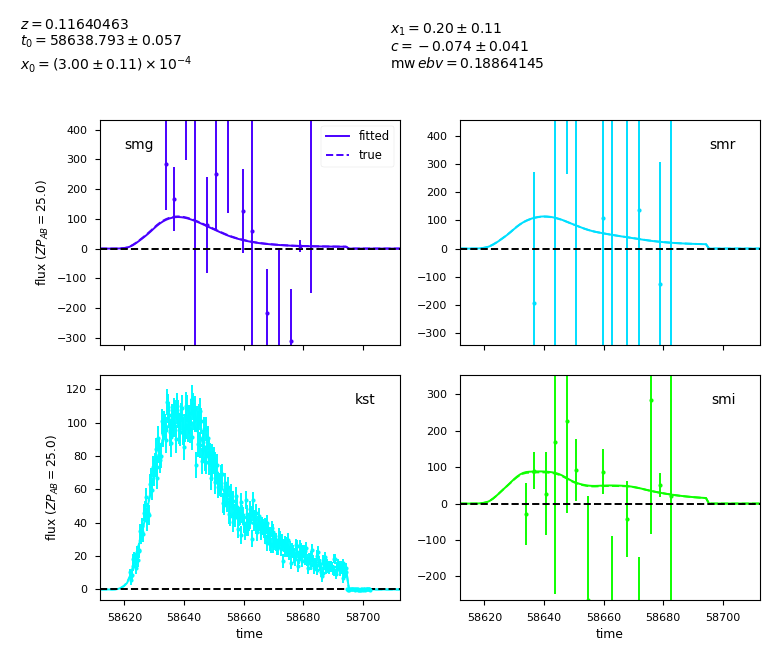 z = 0.11640463
t₀ = 58638.793 ± 0.057
x₀ = (3.00 ± 0.11) × 10⁻⁴
x₁ = 0.20 ± 0.11
c = −0.074 ± 0.041
mw ebv = 0.18864145
smg
fitted
true
400
300
200
100
0
−100
−200
−300
flux (ZP_AB = 25.0)
smr
400
300
200
100
0
−100
−200
−300
kst
120
100
80
60
40
20
0
flux (ZP_AB = 25.0)
58620 58640 58660 58680 58700
time
smi
300
200
100
0
−100
−200
58620 58640 58660 58680 58700
time